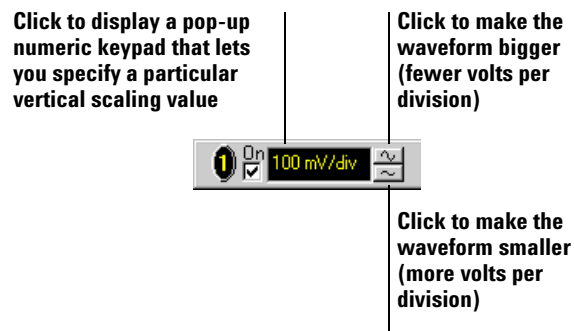 Click to display a pop-up
numeric keypad that lets
you specify a particular
vertical scaling value
Click to make the
waveform bigger
(fewer volts per
division)
1 On 100 mV/div
Click to make the
waveform smaller
(more volts per
division)